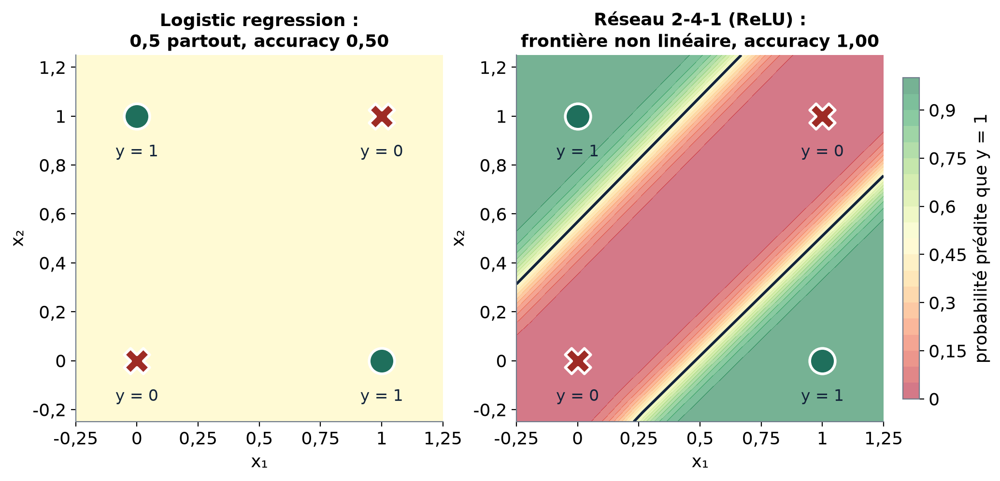 Logistic regression :
0,5 partout, accuracy 0,50
1,2
1
0,8
0,6
0,4
0,2
0
-0,2
x₂
y = 1
y = 0
y = 0
y = 1
-0,25 0 0,25 0,5 0,75 1 1,25
x₁
Réseau 2-4-1 (ReLU) :
frontière non linéaire, accuracy 1,00
1,2
1
0,8
0,6
0,4
0,2
0
-0,2
x₂
y = 1
y = 0
y = 0
y = 1
-0,25 0 0,25 0,5 0,75 1 1,25
x₁
0,9
0,75
0,6
0,45
0,3
0,15
0
probabilité prédite que y = 1